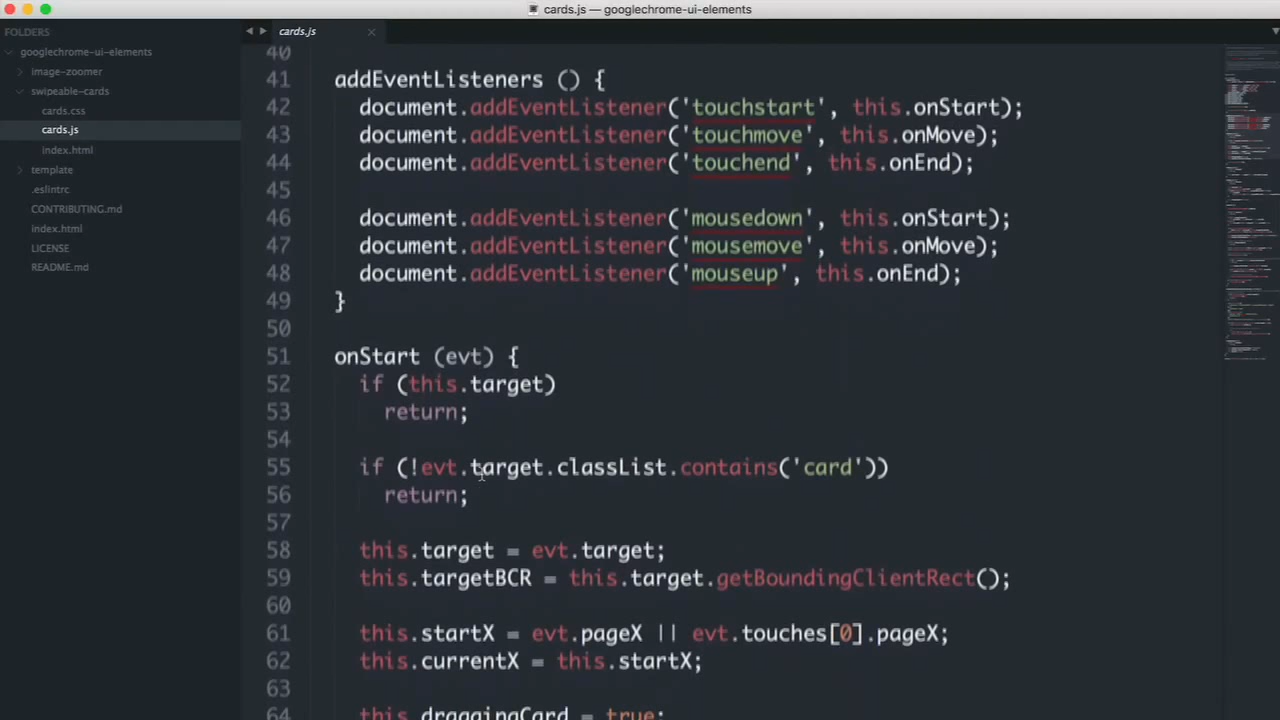 cards.js — googlechrome-ui-elements
FOLDERS
googlechrome-ui-elements
image-zoomer
swipeable-cards
cards.css
cards.js
index.html
template
.eslintrc
CONTRIBUTING.md
index.html
LICENSE
README.md
cards.js
40
41 addEventListeners () {
42 document.addEventListener('touchstart', this.onStart);
43 document.addEventListener('touchmove', this.onMove);
44 document.addEventListener('touchend', this.onEnd);
45
46 document.addEventListener('mousedown', this.onStart);
47 document.addEventListener('mousemove', this.onMove);
48 document.addEventListener('mouseup', this.onEnd);
49 }
50
51 onStart (evt) {
52 if (this.target)
53 return;
54
55 if (!evt.target.classList.contains('card'))
56 return;
57
58 this.target = evt.target;
59 this.targetBCR = this.target.getBoundingClientRect();
60
61 this.startX = evt.pageX || evt.touches[0].pageX;
62 this.currentX = this.startX;
63
64 this.draggingCard = true;